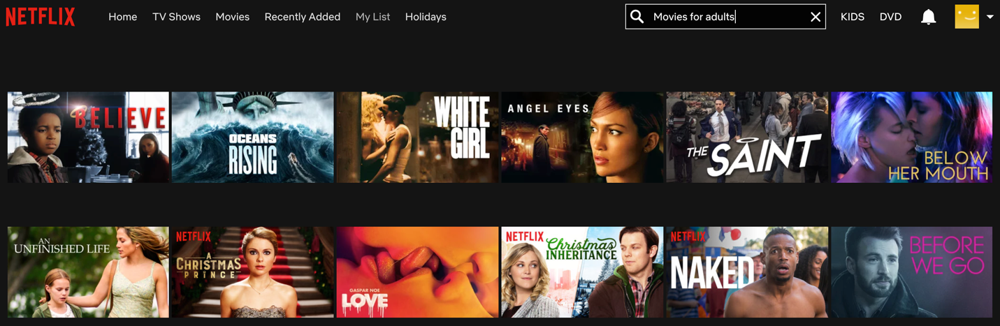 NETFLIX
Home
TV Shows
Movies
Recently Added
My List
Holidays
Movies for adults
KIDS
DVD
BELIEVE
OCEANS
RISING
WHITE
GIRL
ANGEL EYES
THE SAINT
BELOW
HER MOUTH
AN
UNFINISHED LIFE
NETFLIX
A
CHRISTMAS
PRINCE
GASPAR NOE
LOVE
NETFLIX
Christmas
INHERITANCE
NETFLIX
NAKED
BEFORE
WE GO